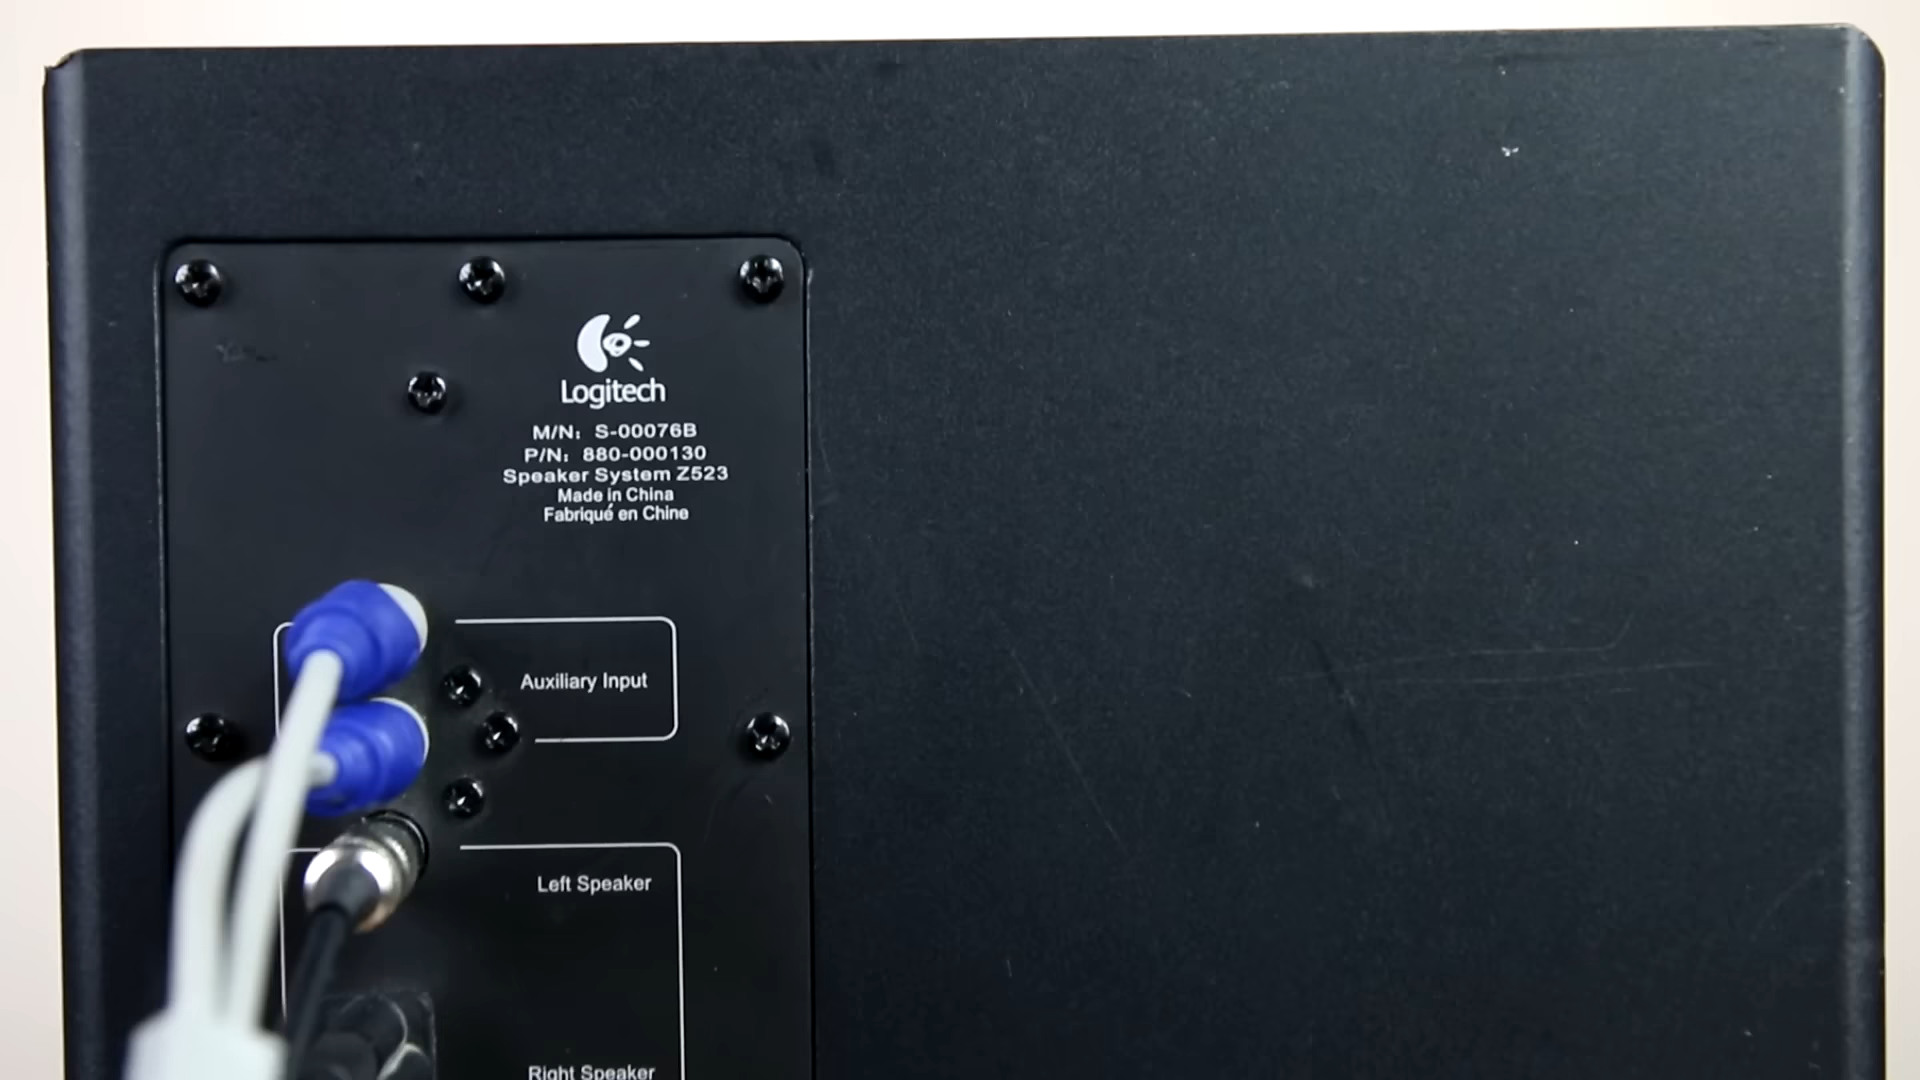 Logitech
M/N: S-00076B
P/N: 880-000130
Speaker System Z523
Made in China
Fabriqué en Chine
Auxiliary Input
Left Speaker
Right Speaker